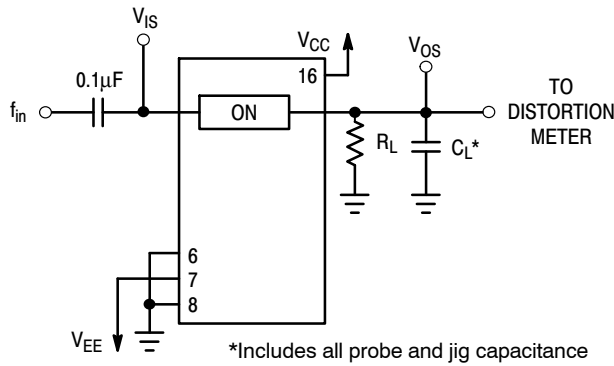 V_IS
V_CC
V_OS
0.1μF
16
f_in
ON
TO
DISTORTION
METER
R_L
C_L*
6
7
8
V_EE
*Includes all probe and jig capacitance